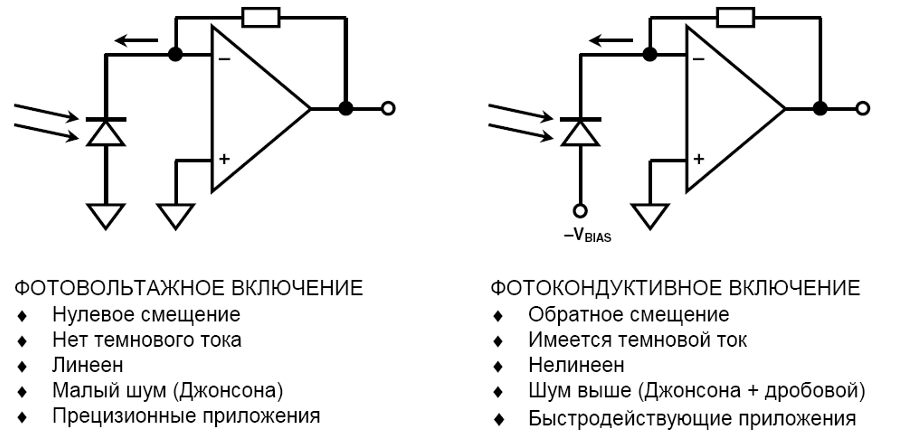 –
+
–
+
–VBIAS
ФОТОВОЛЬТАЖНОЕ ВКЛЮЧЕНИЕ
♦ Нулевое смещение
♦ Нет темнового тока
♦ Линеен
♦ Малый шум (Джонсона)
♦ Прецизионные приложения
ФОТОКОНДУКТИВНОЕ ВКЛЮЧЕНИЕ
♦ Обратное смещение
♦ Имеется темновой ток
♦ Нелинеен
♦ Шум выше (Джонсона + дробовой)
♦ Быстродействующие приложения